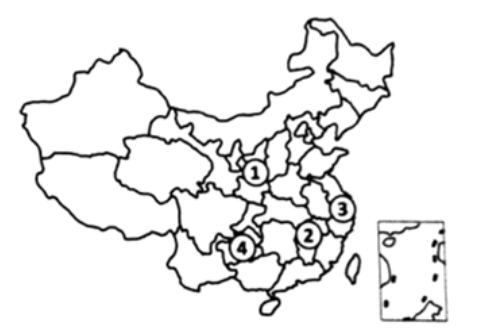 ①
③
②
④